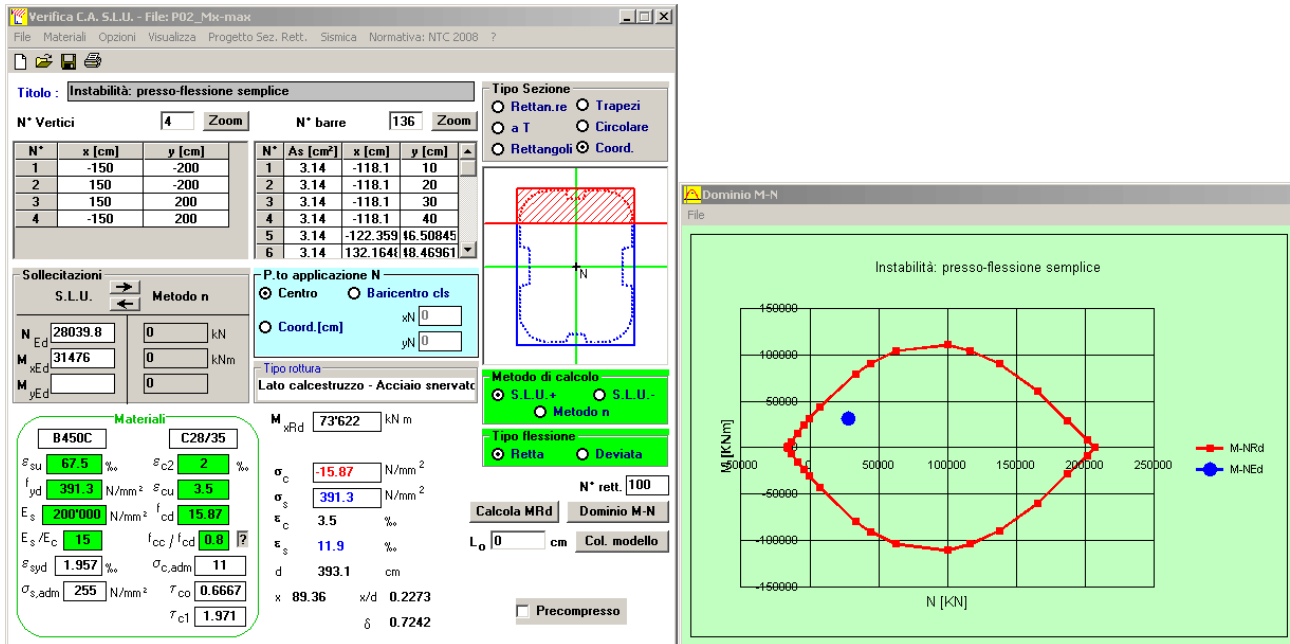 Verifica C.A. S.L.U. - File: P02_Mx-max
File Materiali Opzioni Visualizza Progetto Sez. Rett. Sismica Normativa: NTC 2008 ?
Titolo : Instabilità: presso-flessione semplice
N° Vertici 4 Zoom N° barre 136 Zoom
N° x [cm] y [cm]
1 -150 -200
2 150 -200
3 150 200
4 -150 200
N° As [cm²] x [cm] y [cm]
1 3.14 -118.1 10
2 3.14 -118.1 20
3 3.14 -118.1 30
4 3.14 -118.1 40
5 3.14 -122.359
6 3.14
Tipo Sezione
Rettan.re Trapezi
a T Circolare
Rettangoli Coord.
N
Sollecitazioni
S.L.U. Metodo n
N Ed 28039.8 0 kN
M xEd 31476 0 kNm
M yEd 0
P.to applicazione N
Centro Baricentro cls
Coord.[cm] xN 0
yN 0
Tipo rottura
Lato calcestruzzo - Acciaio snervato
Metodo di calcolo
S.L.U.+ S.L.U.-
Metodo n
Tipo flessione
Retta Deviata
N° rett. 100
Calcola MRd Dominio M-N
L o 0 cm Col. modello
Precompresso
Materiali
B450C C28/35
εsu 67.5 ‰ εc2 2 ‰
fyd 391.3 N/mm² εcu 3.5
Es 200'000 N/mm² fcd 15.87
Es/Ec 15 fcc/fcd 0.8 ?
εsyd 1.957 ‰ σc,adm 11
σs,adm 255 N/mm² τco 0.6667
τc1 1.971
M xRd 73'622 kN m
σc -15.87 N/mm²
σs 391.3 N/mm²
εc 3.5 ‰
εs 11.9 ‰
d 393.1 cm
x 89.36 x/d 0.2273
δ 0.7242
Dominio M-N
File
Instabilità: presso-flessione semplice
150000
100000
50000
0
-50000
-100000
-150000
M [KNm]
0 50000 100000 150000 200000 250000
N [KN]
M-NRd
M-NEd